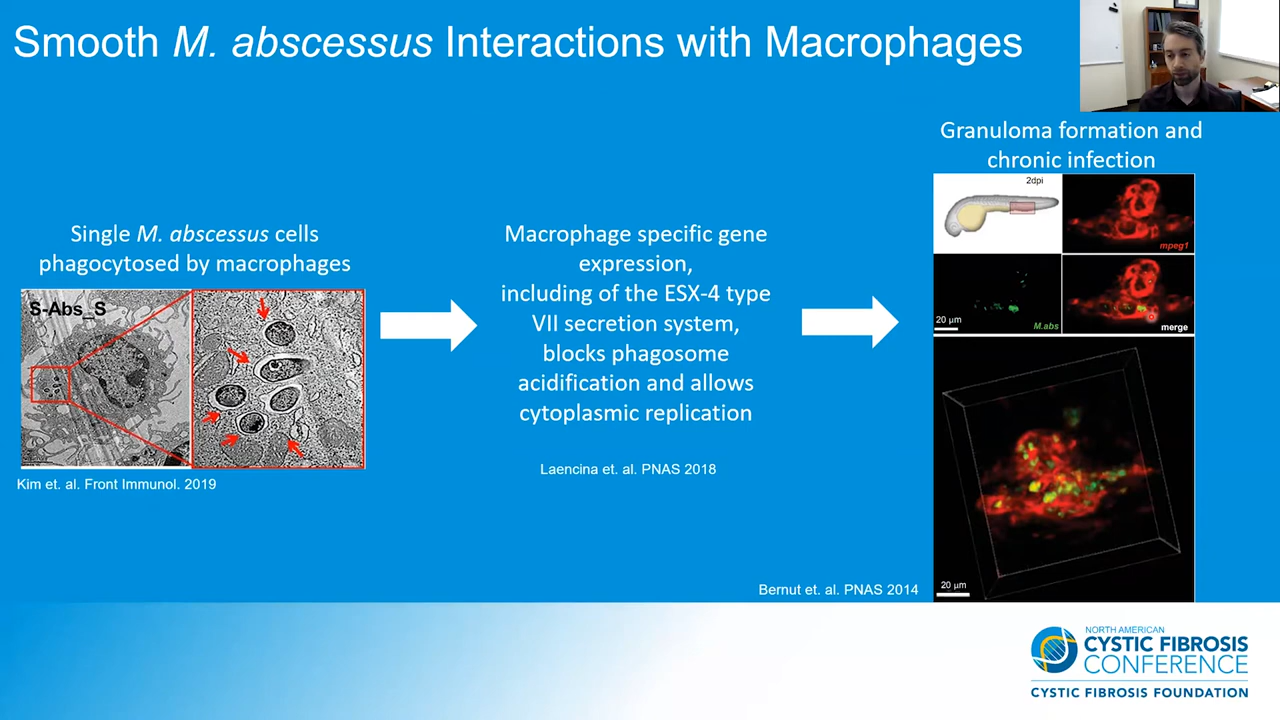 Smooth M. abscessus Interactions with Macrophages
Single M. abscessus cells
phagocytosed by macrophages
S-Abs_S
Kim et. al. Front Immunol. 2019
Macrophage specific gene
expression,
including of the ESX-4 type
VII secretion system,
blocks phagosome
acidification and allows
cytoplasmic replication
Laencina et. al. PNAS 2018
Granuloma formation and
chronic infection
2dpi
mpeg1
20 µm
M.abs
merge
20 µm
Bernut et. al. PNAS 2014
NORTH AMERICAN
CYSTIC FIBROSIS
CONFERENCE
CYSTIC FIBROSIS FOUNDATION